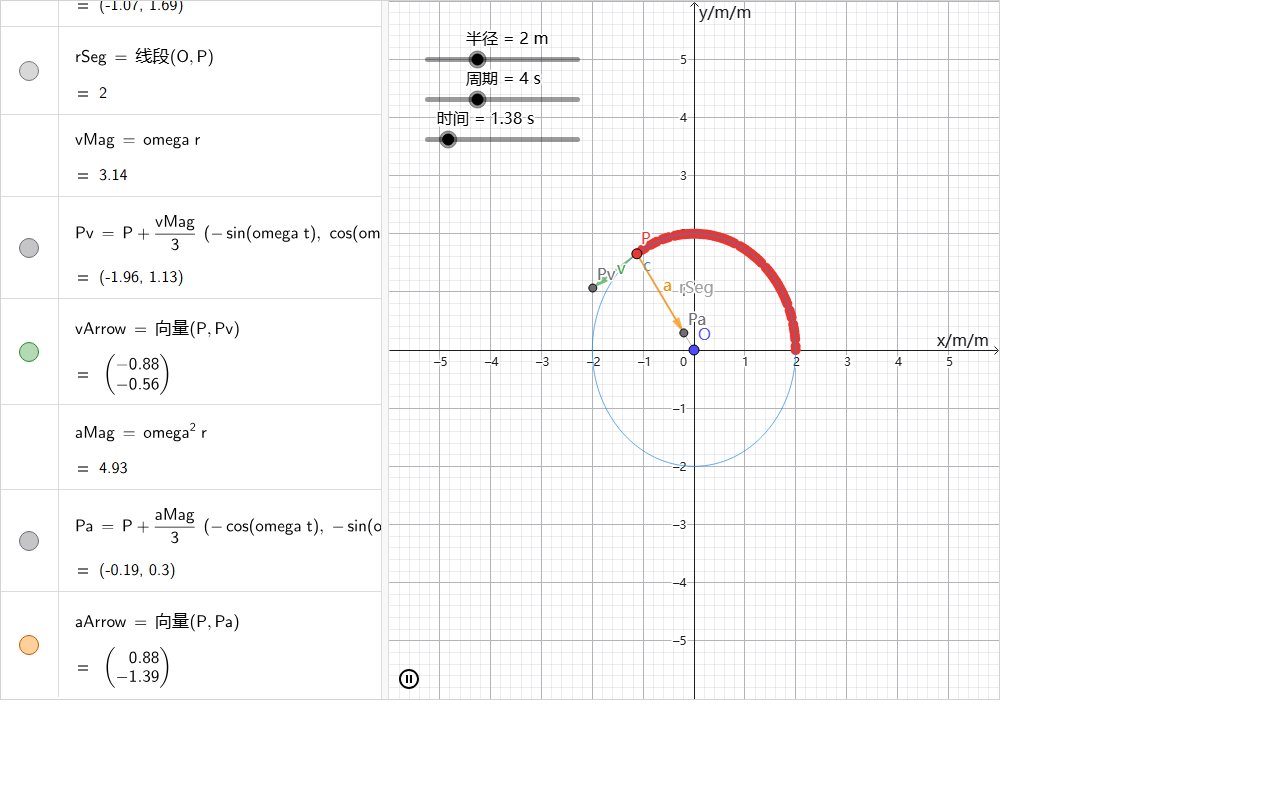 = (-1.07, 1.69)
rSeg = 线段(O, P)
= 2
vMag = omega r
= 3.14
Pv = P + vMag/3 (−sin(omega t), cos(om
= (-1.96, 1.13)
vArrow = 向量(P, Pv)
= (−0.88
−0.56)
aMag = omega² r
= 4.93
Pa = P + aMag/3 (−cos(omega t), −sin(o
= (-0.19, 0.3)
aArrow = 向量(P, Pa)
= (0.88
−1.39)
y/m/m
半径 = 2 m
周期 = 4 s
时间 = 1.38 s
5
4
3
P
c
Pv
v
a
rSeg
Pa
O
x/m/m
−5
−4
−3
−2
−1
0
1
2
3
4
5
−1
−2
−3
−4
−5